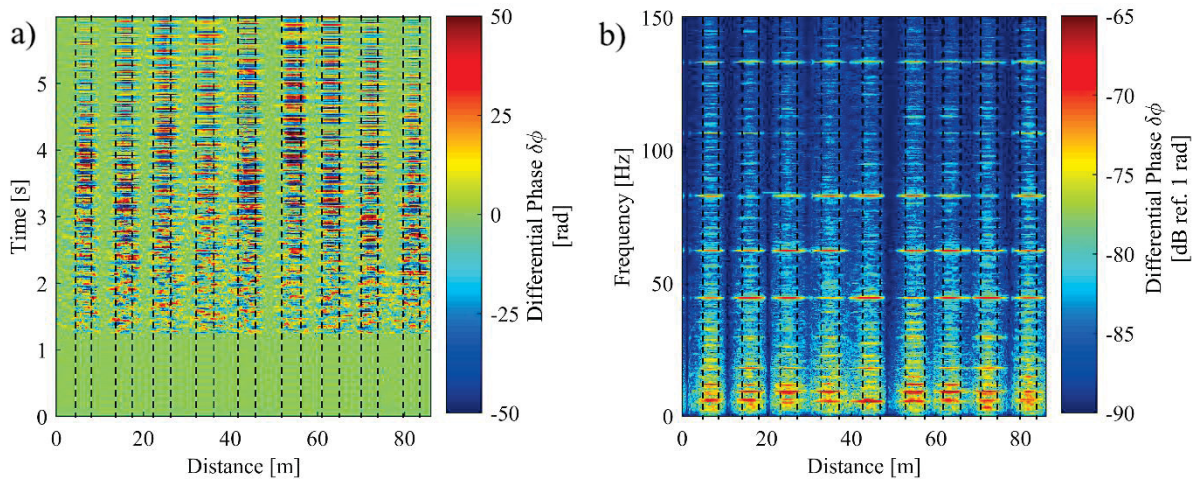 a)
50
25
0
-25
-50
Differential Phase δϕ
[rad]
5
4
3
2
1
0
Time [s]
0 20 40 60 80
Distance [m]
b)
-65
-70
-75
-80
-85
-90
Differential Phase δϕ
[dB ref. 1 rad]
150
100
50
0
Frequency [Hz]
0 20 40 60 80
Distance [m]